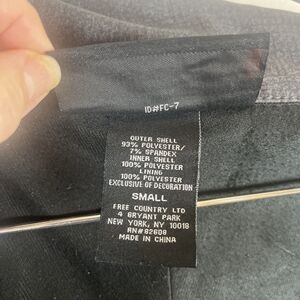 ID#FC-7
OUTER SHELL
93% POLYESTER/
7% SPANDEX
INNER SHELL
100% POLYESTER
LINING
100% POLYESTER
EXCLUSIVE OF DECORATION
SMALL
FREE COUNTRY LTD
4 BRYANT PARK
NEW YORK, NY 10018
RN#82608
MADE IN CHINA